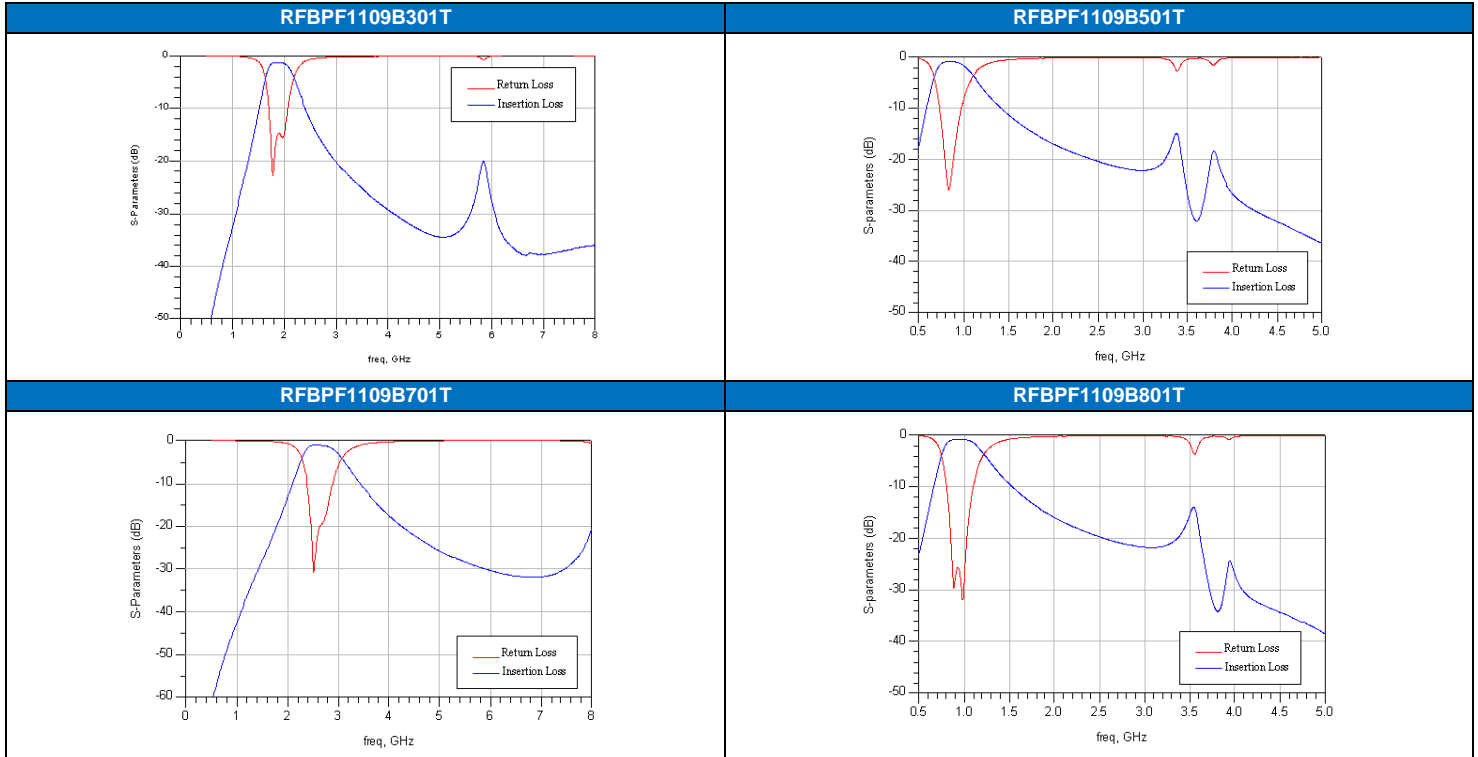 RFBPF1109B301T
RFBPF1109B501T
0
-10
-20
-30
-40
-50
S-Parameters (dB)
Return Loss
Insertion Loss
0 1 2 3 4 5 6 7 8
freq, GHz
0
-10
-20
-30
-40
-50
S-parameters (dB)
Return Loss
Insertion Loss
0.5 1.0 1.5 2.0 2.5 3.0 3.5 4.0 4.5 5.0
freq, GHz
RFBPF1109B701T
RFBPF1109B801T
0
-10
-20
-30
-40
-50
-60
S-Parameters (dB)
Return Loss
Insertion Loss
0 1 2 3 4 5 6 7 8
freq, GHz
0
-10
-20
-30
-40
-50
S-parameters (dB)
Return Loss
Insertion Loss
0.5 1.0 1.5 2.0 2.5 3.0 3.5 4.0 4.5 5.0
freq, GHz